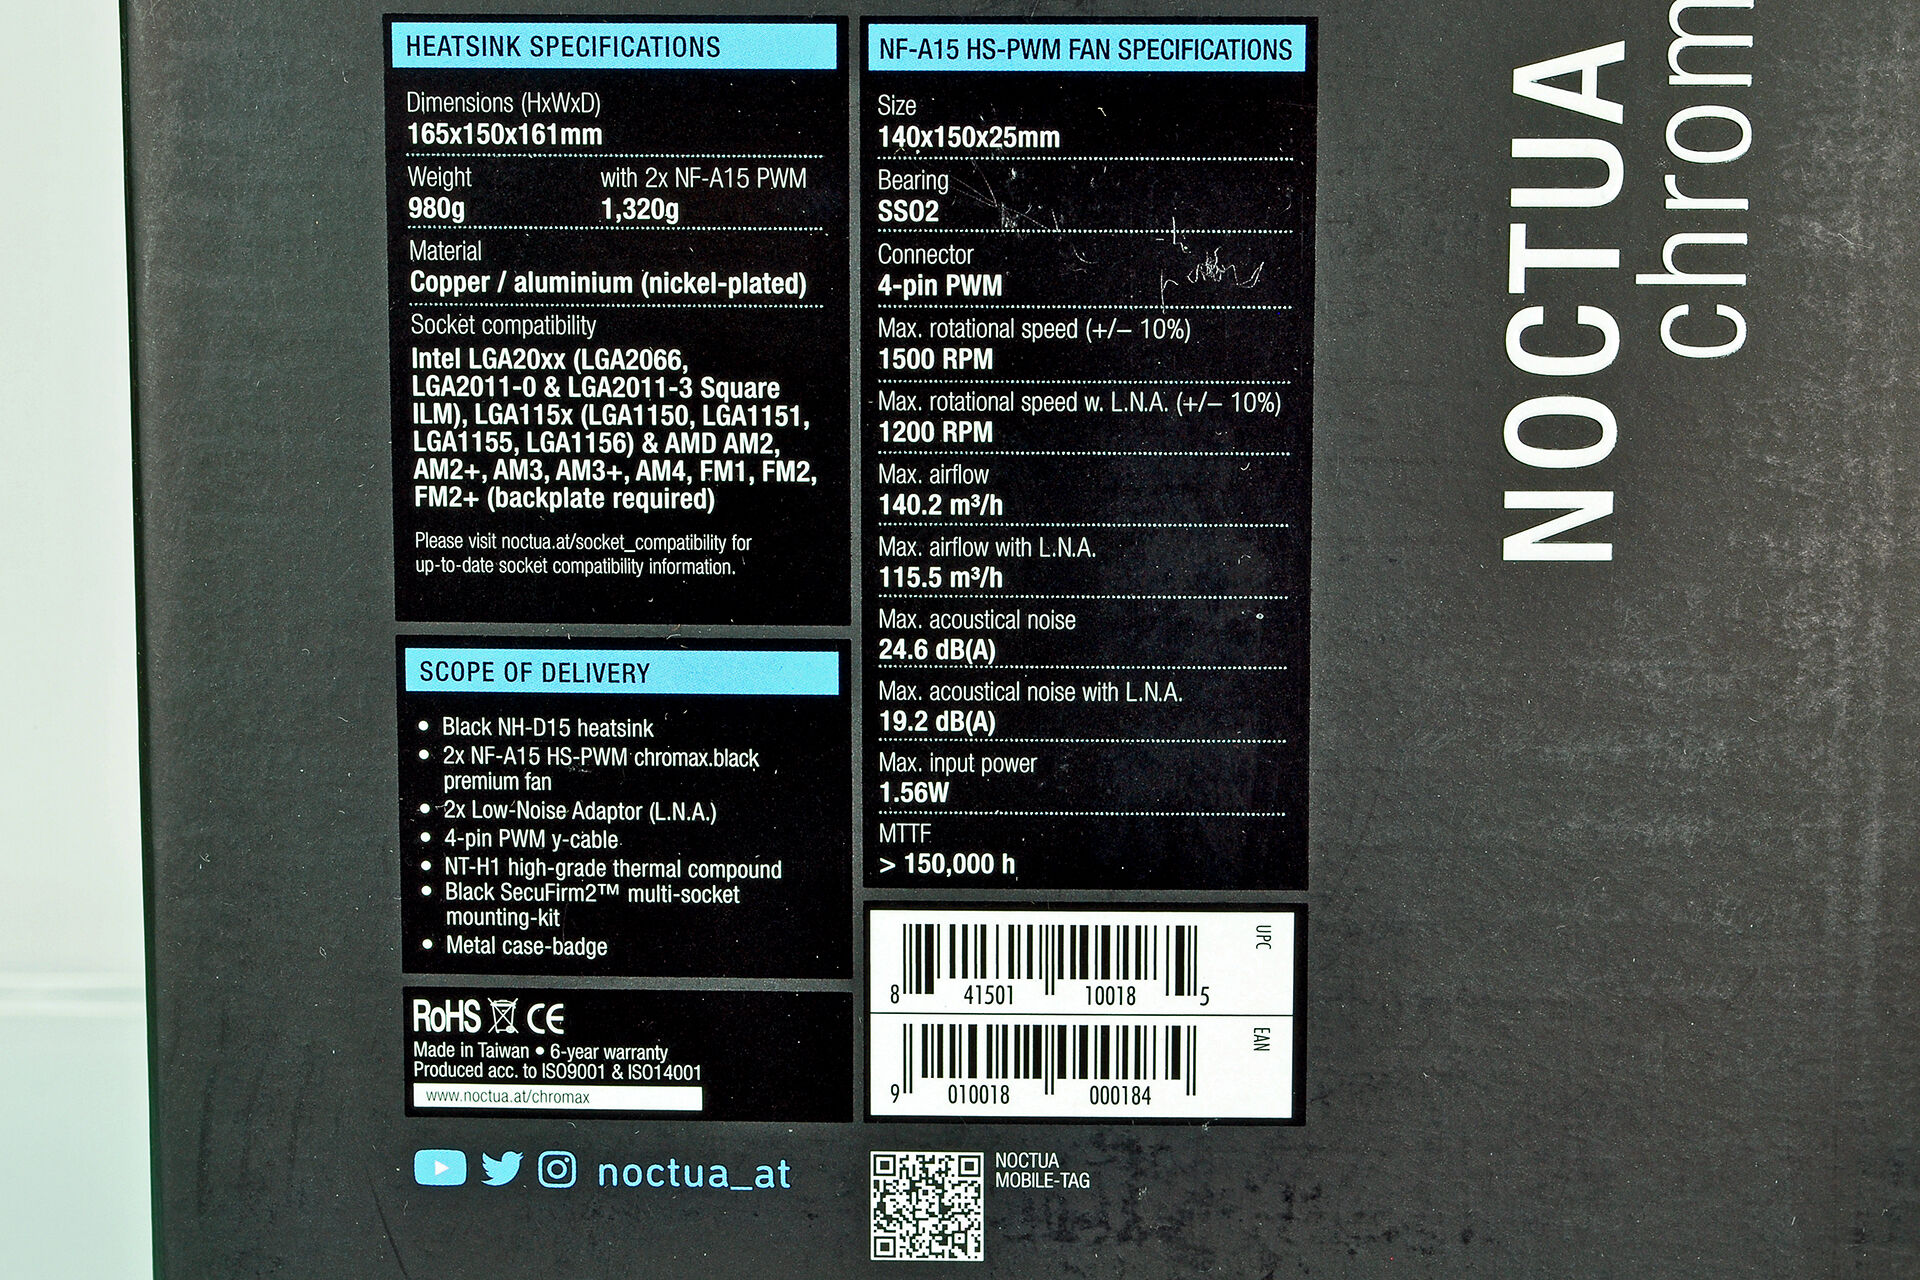 HEATSINK SPECIFICATIONS
Dimensions (HxWxD)
165x150x161mm
Weight with 2x NF-A15 PWM
980g 1,320g
Material
Copper / aluminium (nickel-plated)
Socket compatibility
Intel LGA20xx (LGA2066,
LGA2011-0 & LGA2011-3 Square
ILM), LGA115x (LGA1150, LGA1151,
LGA1155, LGA1156) & AMD AM2,
AM2+, AM3, AM3+, AM4, FM1, FM2,
FM2+ (backplate required)
Please visit noctua.at/socket_compatibility for
up-to-date socket compatibility information.
SCOPE OF DELIVERY
• Black NH-D15 heatsink
• 2x NF-A15 HS-PWM chromax.black
premium fan
• 2x Low-Noise Adaptor (L.N.A.)
• 4-pin PWM y-cable
• NT-H1 high-grade thermal compound
• Black SecuFirm2™ multi-socket
mounting-kit
• Metal case-badge
RoHS CE
Made in Taiwan • 6-year warranty
Produced acc. to ISO9001 & ISO14001
www.noctua.at/chromax
noctua_at
NF-A15 HS-PWM FAN SPECIFICATIONS
Size
140x150x25mm
Bearing
SSO2
Connector
4-pin PWM
Max. rotational speed (+/– 10%)
1500 RPM
Max. rotational speed w. L.N.A. (+/– 10%)
1200 RPM
Max. airflow
140.2 m³/h
Max. airflow with L.N.A.
115.5 m³/h
Max. acoustical noise
24.6 dB(A)
Max. acoustical noise with L.N.A.
19.2 dB(A)
Max. input power
1.56W
MTTF
> 150,000 h
UPC
8 41501 10018 5
EAN
9 010018 000184
NOCTUA
MOBILE-TAG
NOCTUA
chrom